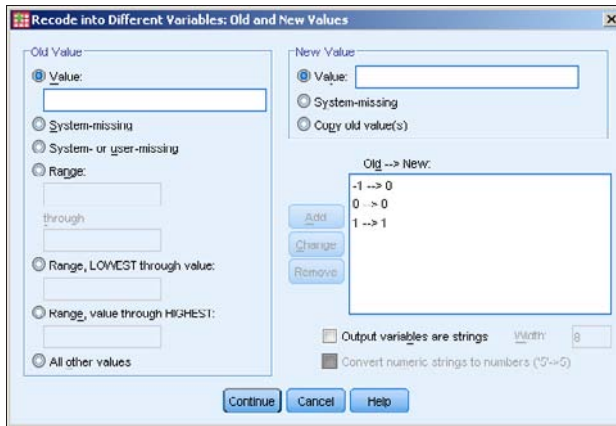 Recode into Different Variables: Old and New Values
Old Value
Value:
System-missing
System- or user-missing
Range:
through
Range, LOWEST through value:
Range, value through HIGHEST:
All other values
New Value
Value:
System-missing
Copy old value(s)
Old --> New:
-1 --> 0
0 --> 0
1 --> 1
Add
Change
Remove
Output variables are strings
Width:
8
Convert numeric strings to numbers ('5'->5)
Continue
Cancel
Help